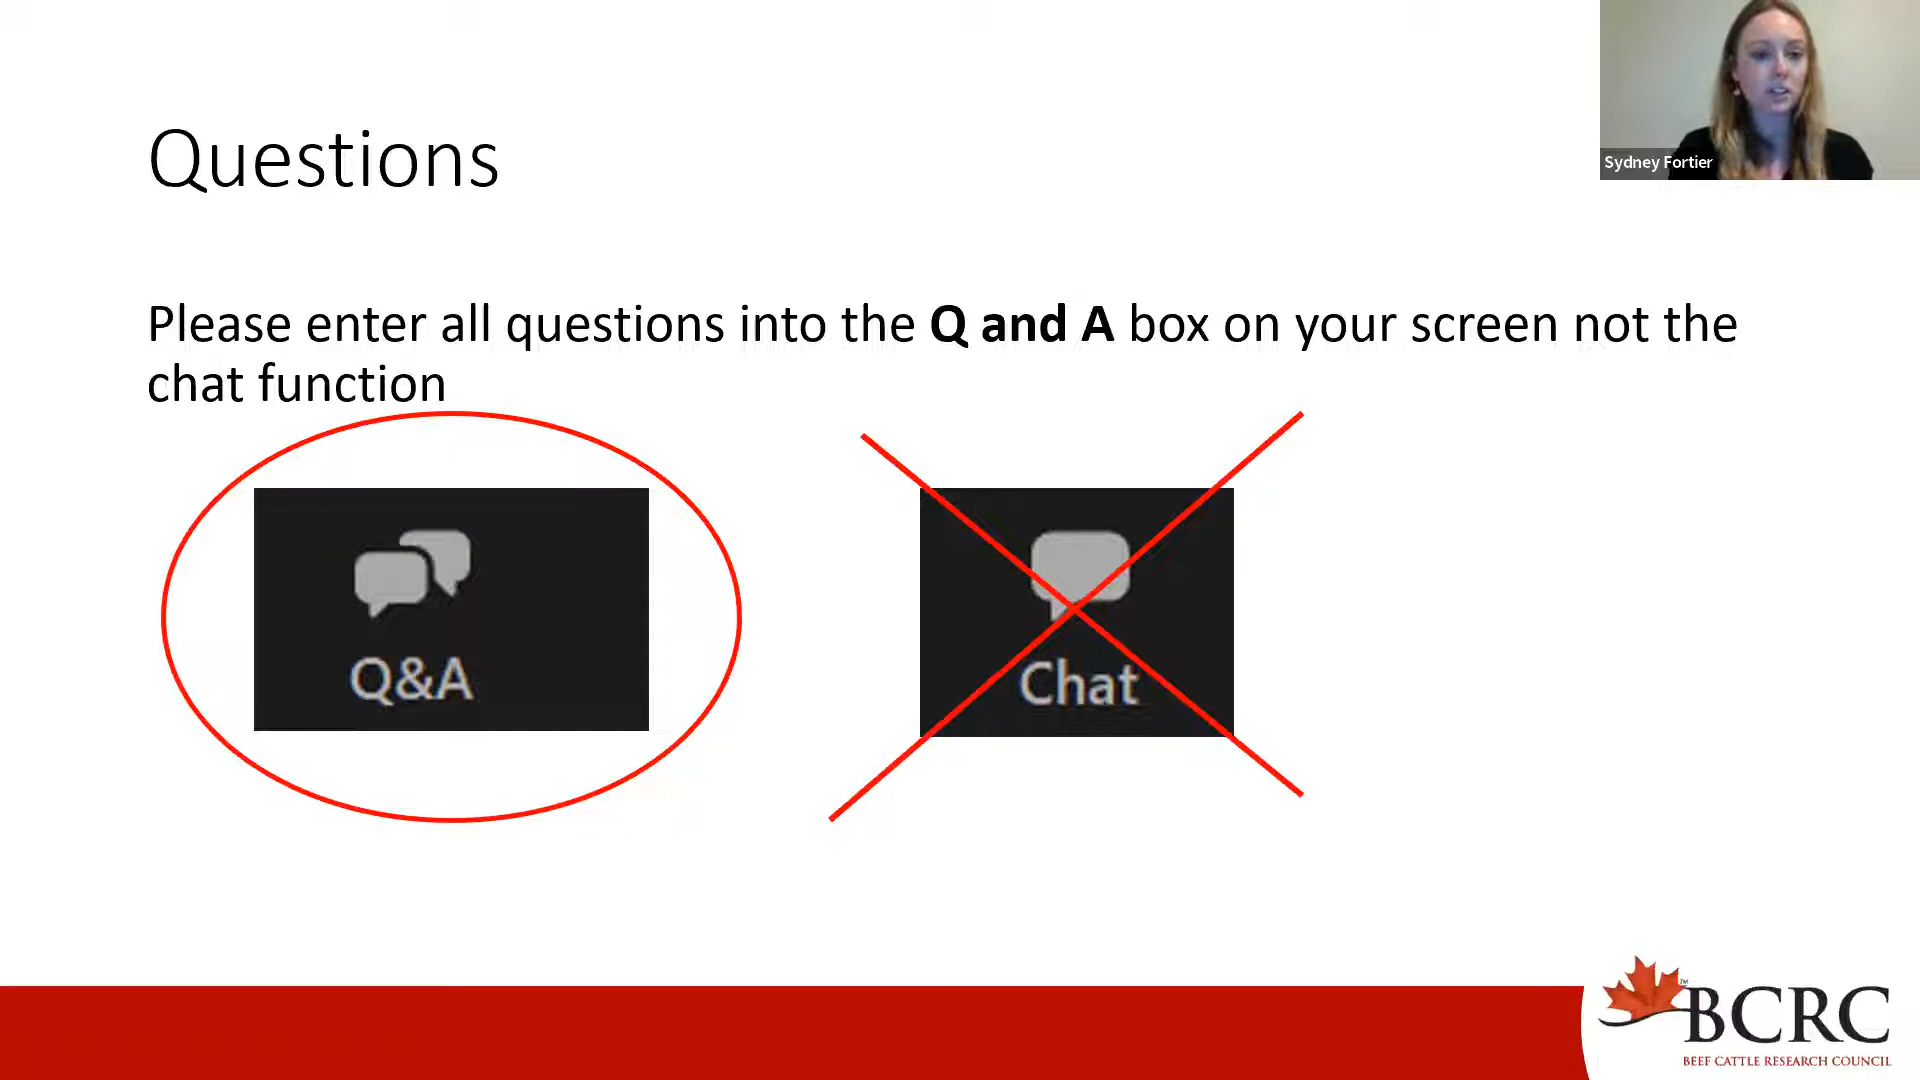 Questions
Sydney Fortier
Please enter all questions into the Q and A box on your screen not the
chat function
Q&A
Chat
BCRC
™
BEEF CATTLE RESEARCH COUNCIL